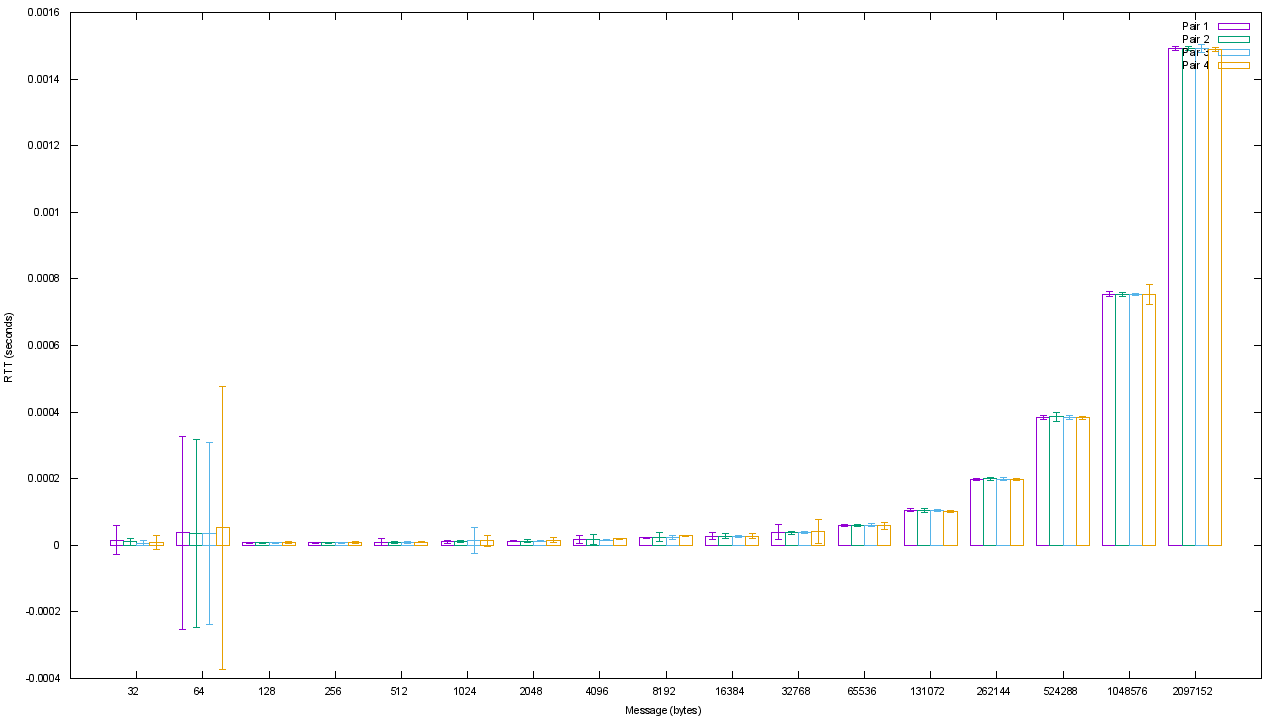 0.0016
0.0014
0.0012
0.001
0.0008
0.0006
0.0004
0.0002
0
-0.0002
-0.0004
RTT (seconds)
Pair 1
Pair 2
Pair 3
Pair 4
32 64 128 256 512 1024 2048 4096 8192 16384 32768 65536 131072 262144 524288 1048576 2097152
Message (bytes)